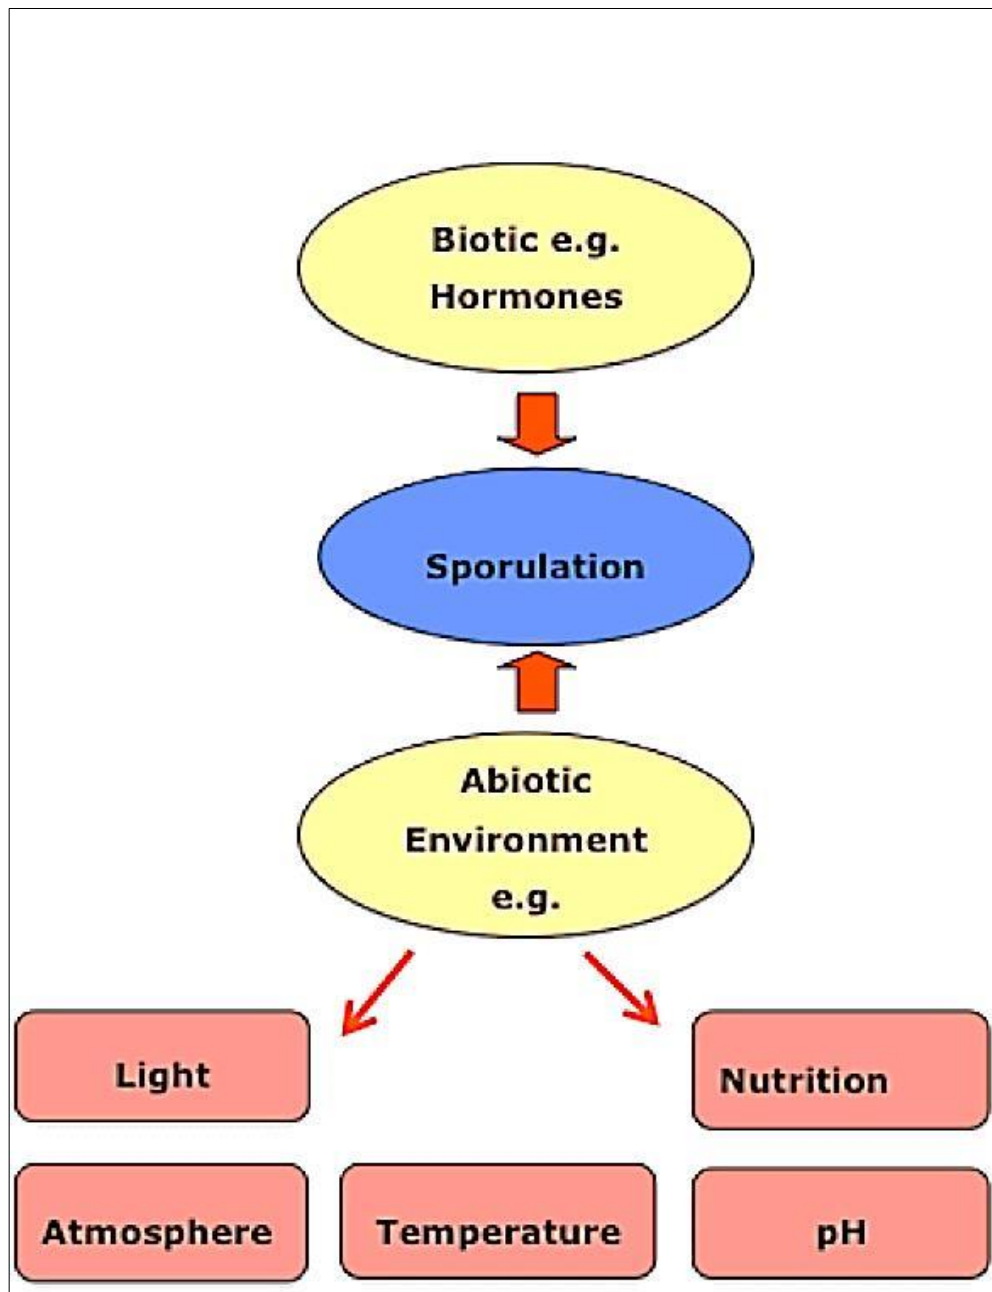 Biotic e.g.
Hormones
Sporulation
Abiotic
Environment
e.g.
Light
Nutrition
Atmosphere
Temperature
pH